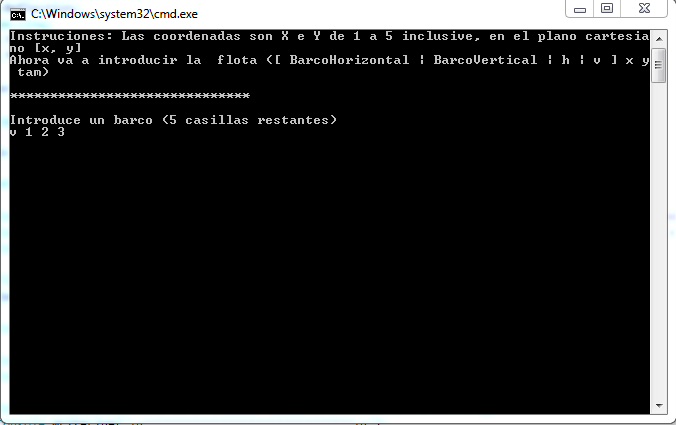 C:\Windows\system32\cmd.exe
Instruciones: Las coordenadas son X e Y de 1 a 5 inclusive, en el plano cartesia
no [x, y]
Ahora va a introducir la  flota ([ BarcoHorizontal ¦ BarcoVertical ¦ h ¦ v ] x y
 tam)
******************************
Introduce un barco (5 casillas restantes)
v 1 2 3